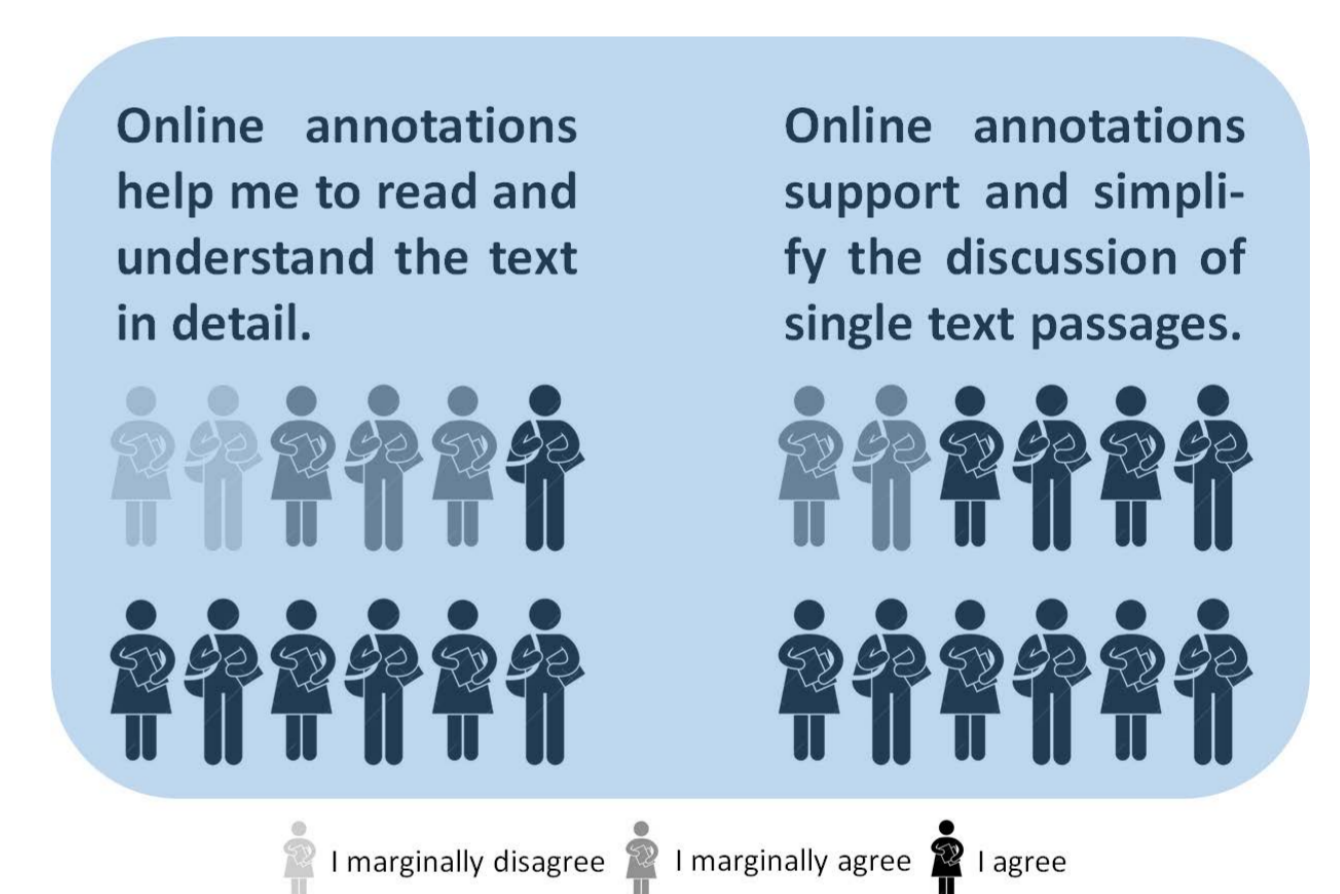 Online annotations
help me to read and
understand the text
in detail.
Online annotations
support and simpli-
fy the discussion of
single text passages.
I marginally disagree
I marginally agree
I agree